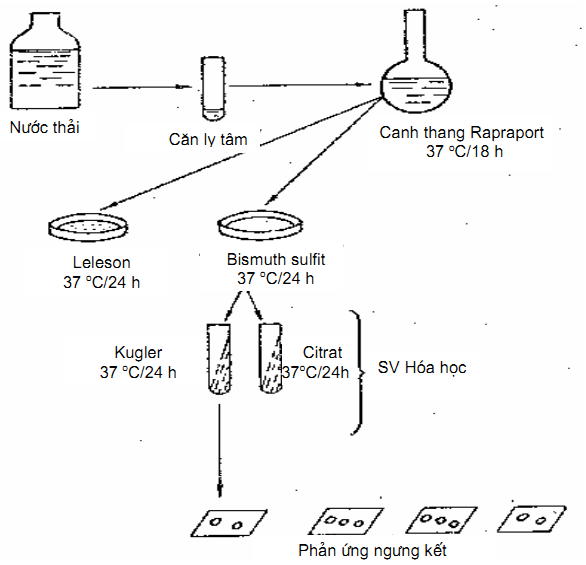 Nước thải
Căn ly tâm
Canh thang Rapraport
37 °C/18 h
Leleson
37 °C/24 h
Bismuth sulfit
37 °C/24 h
Kugler
37 °C/24 h
Citrat
37°C/24h
SV Hóa học
Phản ứng ngưng kết